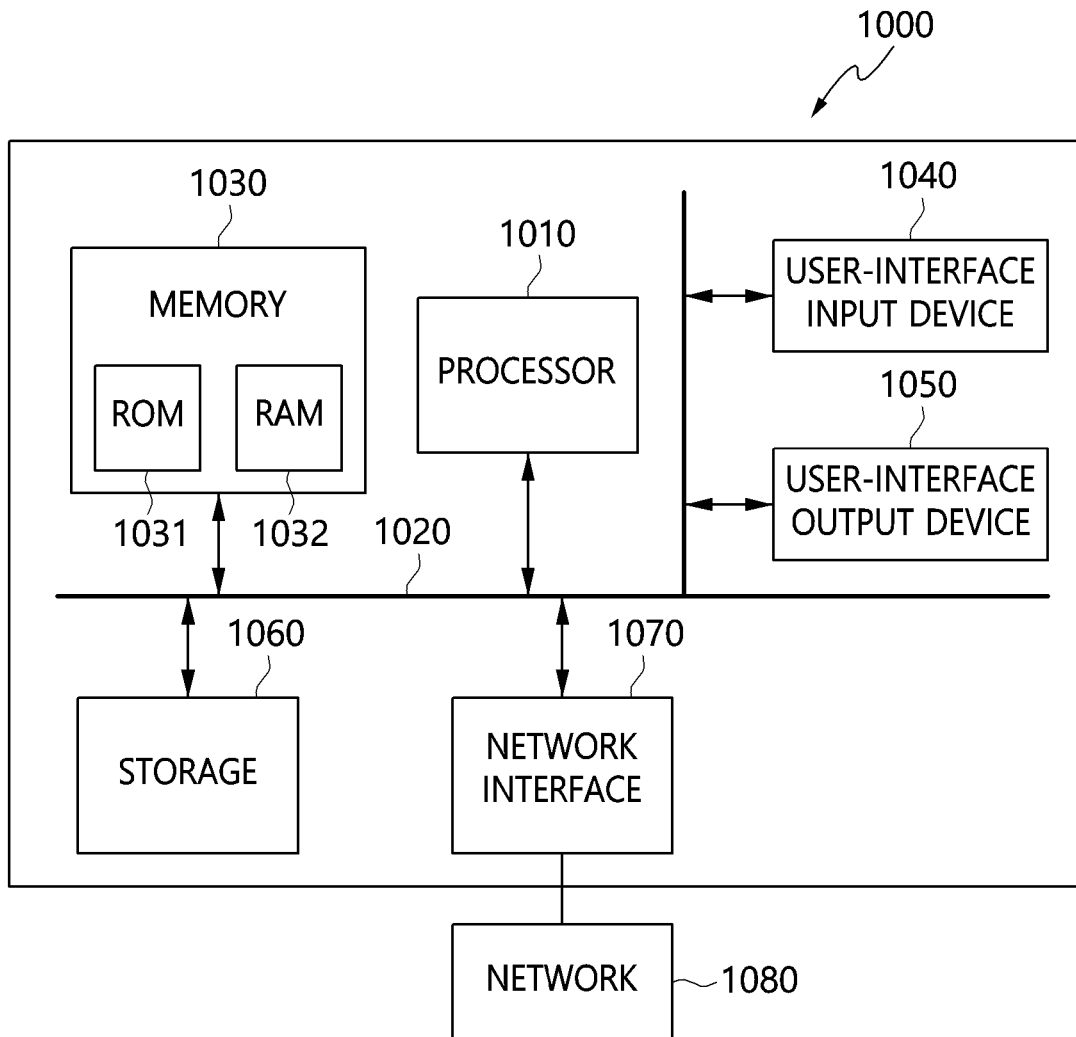 1000
1030
1010
1040
MEMORY
ROM
RAM
1031
1032
PROCESSOR
USER-INTERFACE
INPUT DEVICE
1050
USER-INTERFACE
OUTPUT DEVICE
1020
1060
1070
STORAGE
NETWORK
INTERFACE
NETWORK
1080